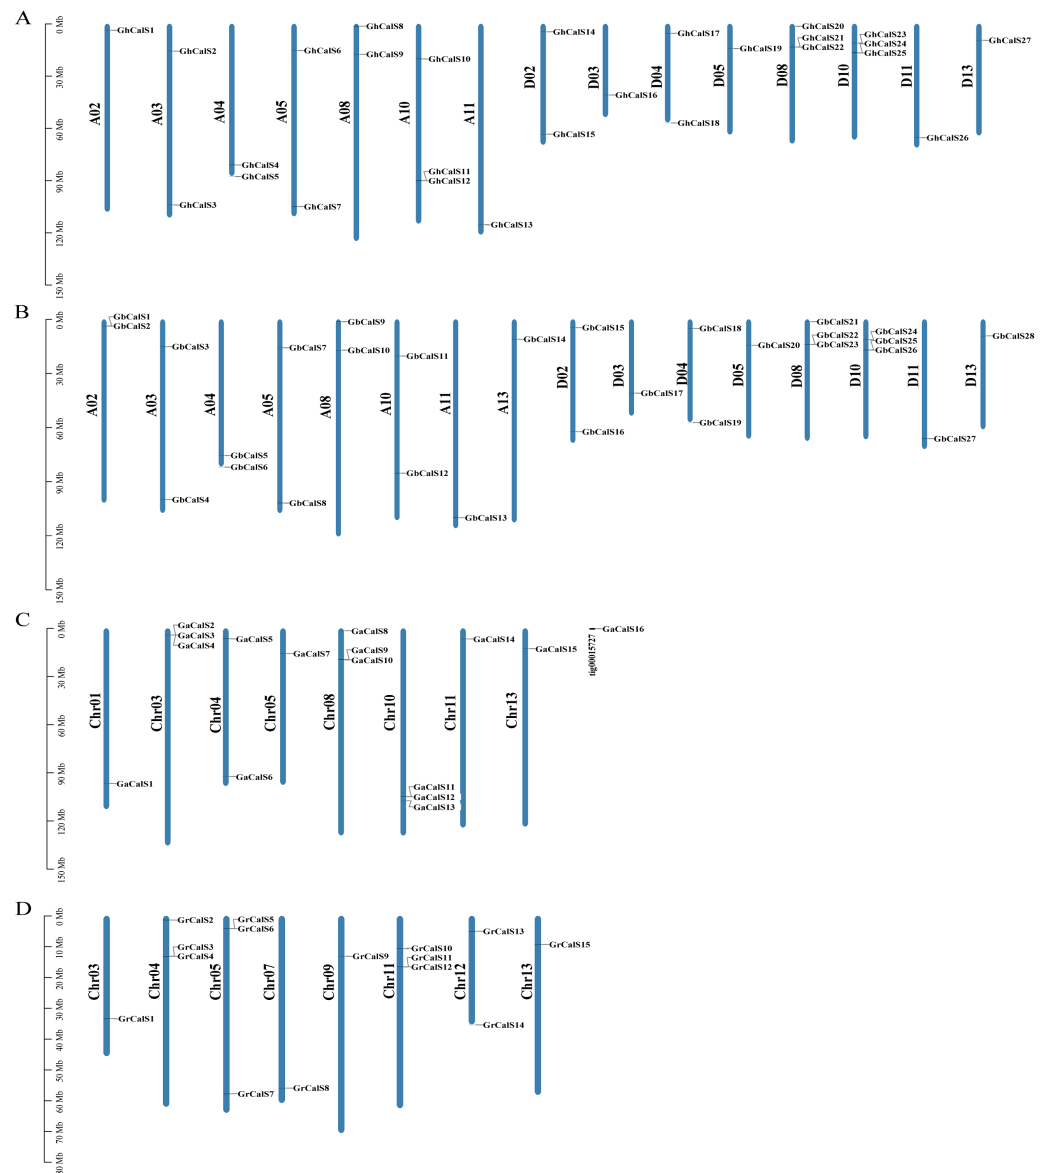 A
0 Mb
30 Mb
60 Mb
90 Mb
120 Mb
150 Mb
A02
GhCalS1
A03
GhCalS2
GhCalS3
A04
GhCalS4
GhCalS5
A05
GhCalS6
GhCalS7
A08
GhCalS8
GhCalS9
A10
GhCalS10
GhCalS11
GhCalS12
A11
GhCalS13
D02
GhCalS14
GhCalS15
D03
GhCalS16
D04
GhCalS17
GhCalS18
D05
GhCalS19
D08
GhCalS20
GhCalS21
GhCalS22
D10
GhCalS23
GhCalS24
GhCalS25
D11
GhCalS26
D13
GhCalS27
B
0 Mb
30 Mb
60 Mb
90 Mb
120 Mb
150 Mb
A02
GbCalS1
GbCalS2
A03
GbCalS3
GbCalS4
A04
GbCalS5
GbCalS6
A05
GbCalS7
GbCalS8
A08
GbCalS9
GbCalS10
A10
GbCalS11
GbCalS12
A11
GbCalS13
A13
GbCalS14
D02
GbCalS15
GbCalS16
D03
GbCalS17
D04
GbCalS18
GbCalS19
D05
GbCalS20
D08
GbCalS21
GbCalS22
GbCalS23
D10
GbCalS24
GbCalS25
GbCalS26
D11
GbCalS27
D13
GbCalS28
C
0 Mb
30 Mb
60 Mb
90 Mb
120 Mb
150 Mb
Chr01
GaCalS1
Chr03
GaCalS2
GaCalS3
GaCalS4
Chr04
GaCalS5
GaCalS6
Chr05
GaCalS7
Chr08
GaCalS8
GaCalS9
GaCalS10
Chr10
GaCalS11
GaCalS12
GaCalS13
Chr11
GaCalS14
Chr13
GaCalS15
tig00015727
GaCalS16
D
0 Mb
10 Mb
20 Mb
30 Mb
40 Mb
50 Mb
60 Mb
70 Mb
80 Mb
Chr03
GrCalS1
Chr04
GrCalS2
GrCalS3
GrCalS4
Chr05
GrCalS5
GrCalS6
GrCalS7
Chr07
GrCalS8
Chr09
GrCalS9
Chr11
GrCalS10
GrCalS11
GrCalS12
Chr12
GrCalS13
GrCalS14
Chr13
GrCalS15